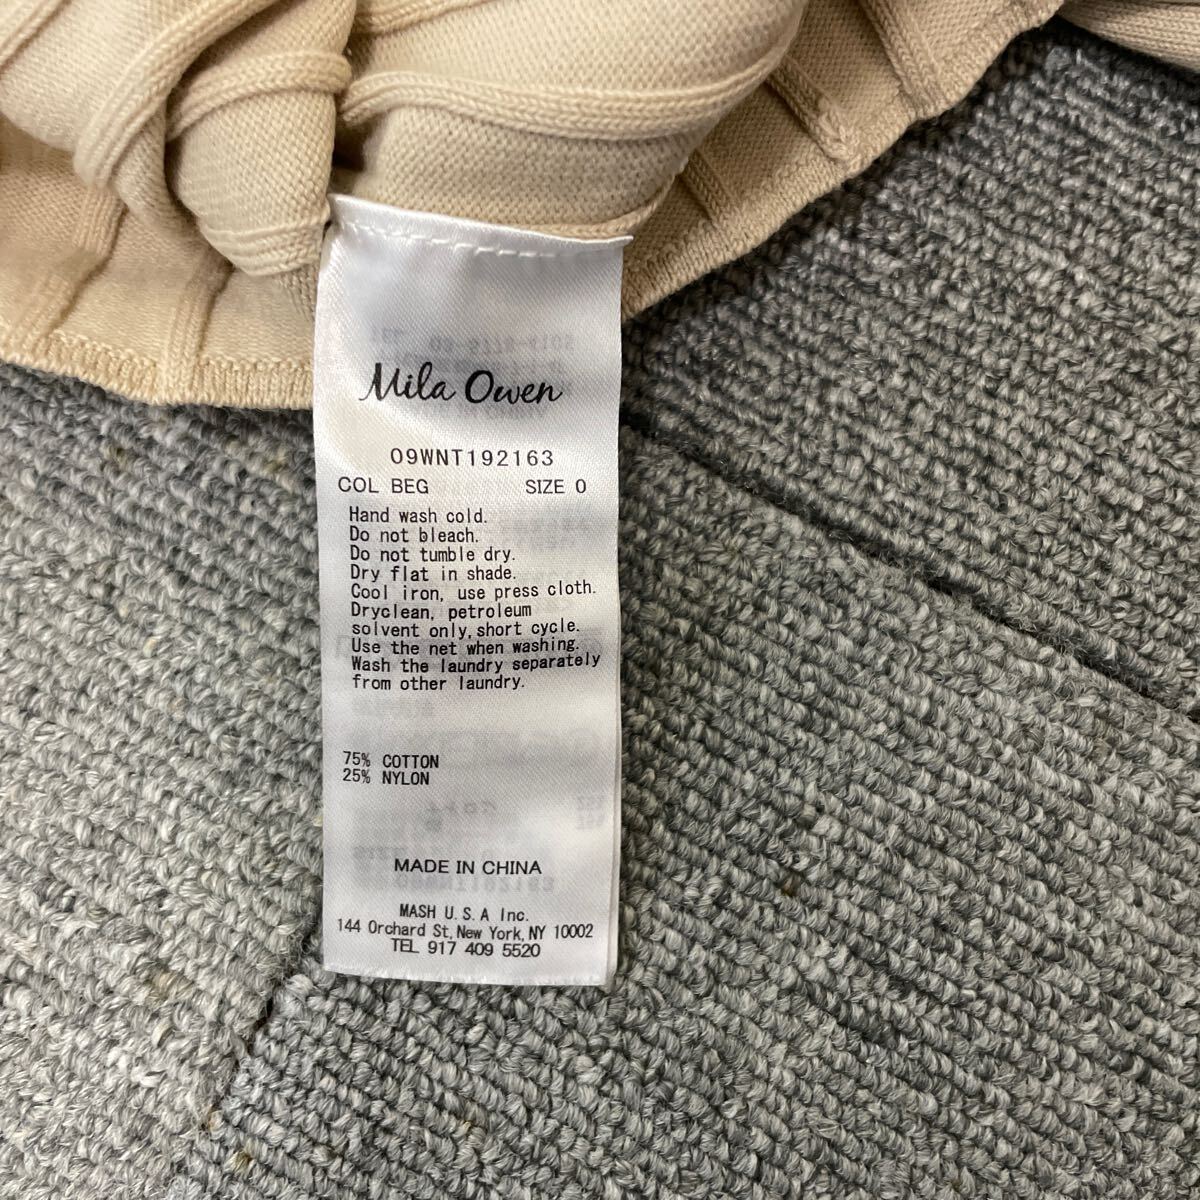 Mila Owen
09WNT192163
COL BEG SIZE 0
Hand wash cold.
Do not bleach.
Do not tumble dry.
Dry flat in shade.
Cool iron, use press cloth.
Dryclean, petroleum
solvent only, short cycle.
Use the net when washing.
Wash the laundry separately
from other laundry.
75% COTTON
25% NYLON
MADE IN CHINA
MASH U.S.A Inc.
144 Orchard St, New York, NY 10002
TEL 917 409 5520